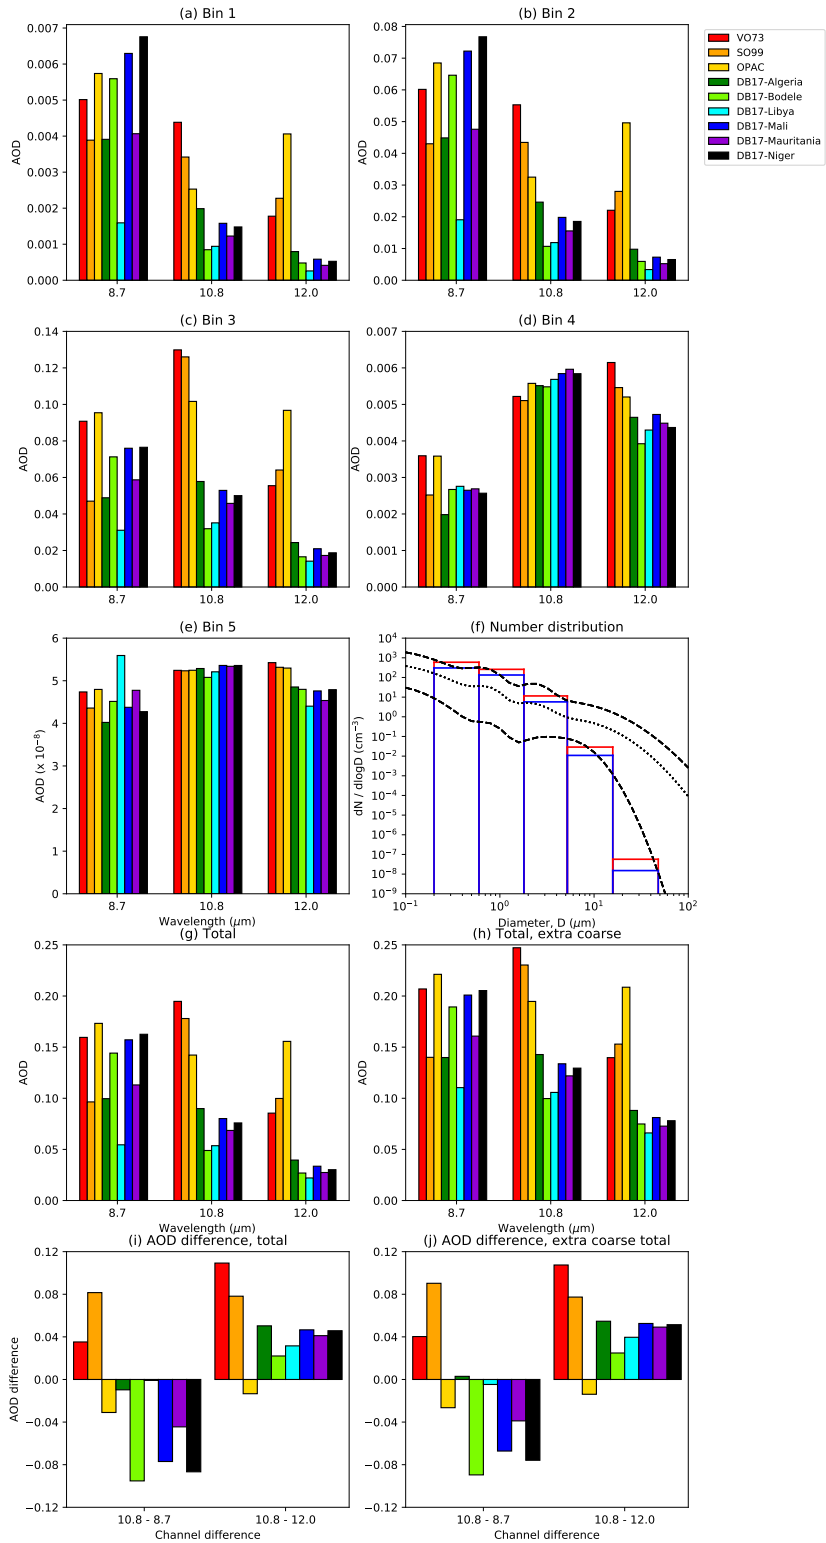 (a) Bin 1
AOD
0.007
0.006
0.005
0.004
0.003
0.002
0.001
0.000
8.7 10.8 12.0
(b) Bin 2
AOD
0.08
0.07
0.06
0.05
0.04
0.03
0.02
0.01
0.00
8.7 10.8 12.0
VO73
SO99
OPAC
DB17-Algeria
DB17-Bodele
DB17-Libya
DB17-Mali
DB17-Mauritania
DB17-Niger
(c) Bin 3
AOD
0.14
0.12
0.10
0.08
0.06
0.04
0.02
0.00
8.7 10.8 12.0
(d) Bin 4
AOD
0.007
0.006
0.005
0.004
0.003
0.002
0.001
0.000
8.7 10.8 12.0
(e) Bin 5
AOD (x 10⁻⁸)
6
5
4
3
2
1
0
8.7 10.8 12.0
Wavelength (μm)
(f) Number distribution
dN / dlogD (cm⁻³)
10⁴
10³
10²
10¹
10⁰
10⁻¹
10⁻²
10⁻³
10⁻⁴
10⁻⁵
10⁻⁶
10⁻⁷
10⁻⁸
10⁻⁹
10⁻¹ 10⁰ 10¹ 10²
Diameter, D (μm)
(g) Total
AOD
0.25
0.20
0.15
0.10
0.05
0.00
8.7 10.8 12.0
Wavelength (μm)
(h) Total, extra coarse
AOD
0.25
0.20
0.15
0.10
0.05
0.00
8.7 10.8 12.0
Wavelength (μm)
(i) AOD difference, total
AOD difference
0.12
0.08
0.04
0.00
−0.04
−0.08
−0.12
10.8 - 8.7 10.8 - 12.0
Channel difference
(j) AOD difference, extra coarse total
0.12
0.08
0.04
0.00
−0.04
−0.08
−0.12
10.8 - 8.7 10.8 - 12.0
Channel difference